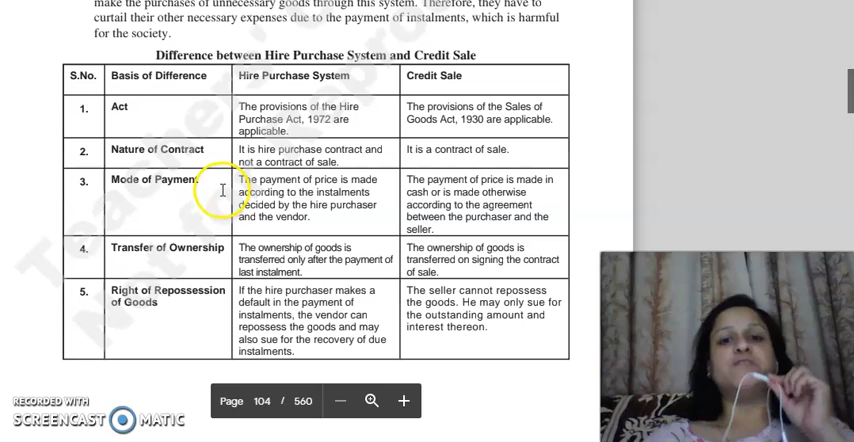 make the purchases of unnecessary goods through this system. Therefore, they have to
curtail their other necessary expenses due to the payment of instalments, which is harmful
for the society.
Difference between Hire Purchase System and Credit Sale
S.No. Basis of Difference Hire Purchase System Credit Sale
1. Act The provisions of the Hire The provisions of the Sales of
Purchase Act, 1972 are Goods Act, 1930 are applicable.
applicable.
2. Nature of Contract It is hire purchase contract and It is a contract of sale.
not a contract of sale.
3. Mode of Payment The payment of price is made The payment of price is made in
according to the instalments cash or is made otherwise
decided by the hire purchaser according to the agreement
and the vendor. between the purchaser and the
seller.
4. Transfer of Ownership The ownership of goods is The ownership of goods is
transferred only after the payment of transferred on signing the contract
last instalment. of sale.
5. Right of Repossession If the hire purchaser makes a The seller cannot repossess
of Goods default in the payment of the goods. He may only sue for
instalments, the vendor can the outstanding amount and
repossess the goods and may interest thereon.
also sue for the recovery of due
instalments.
Page 104 / 560
RECORDED WITH
SCREENCAST MATIC